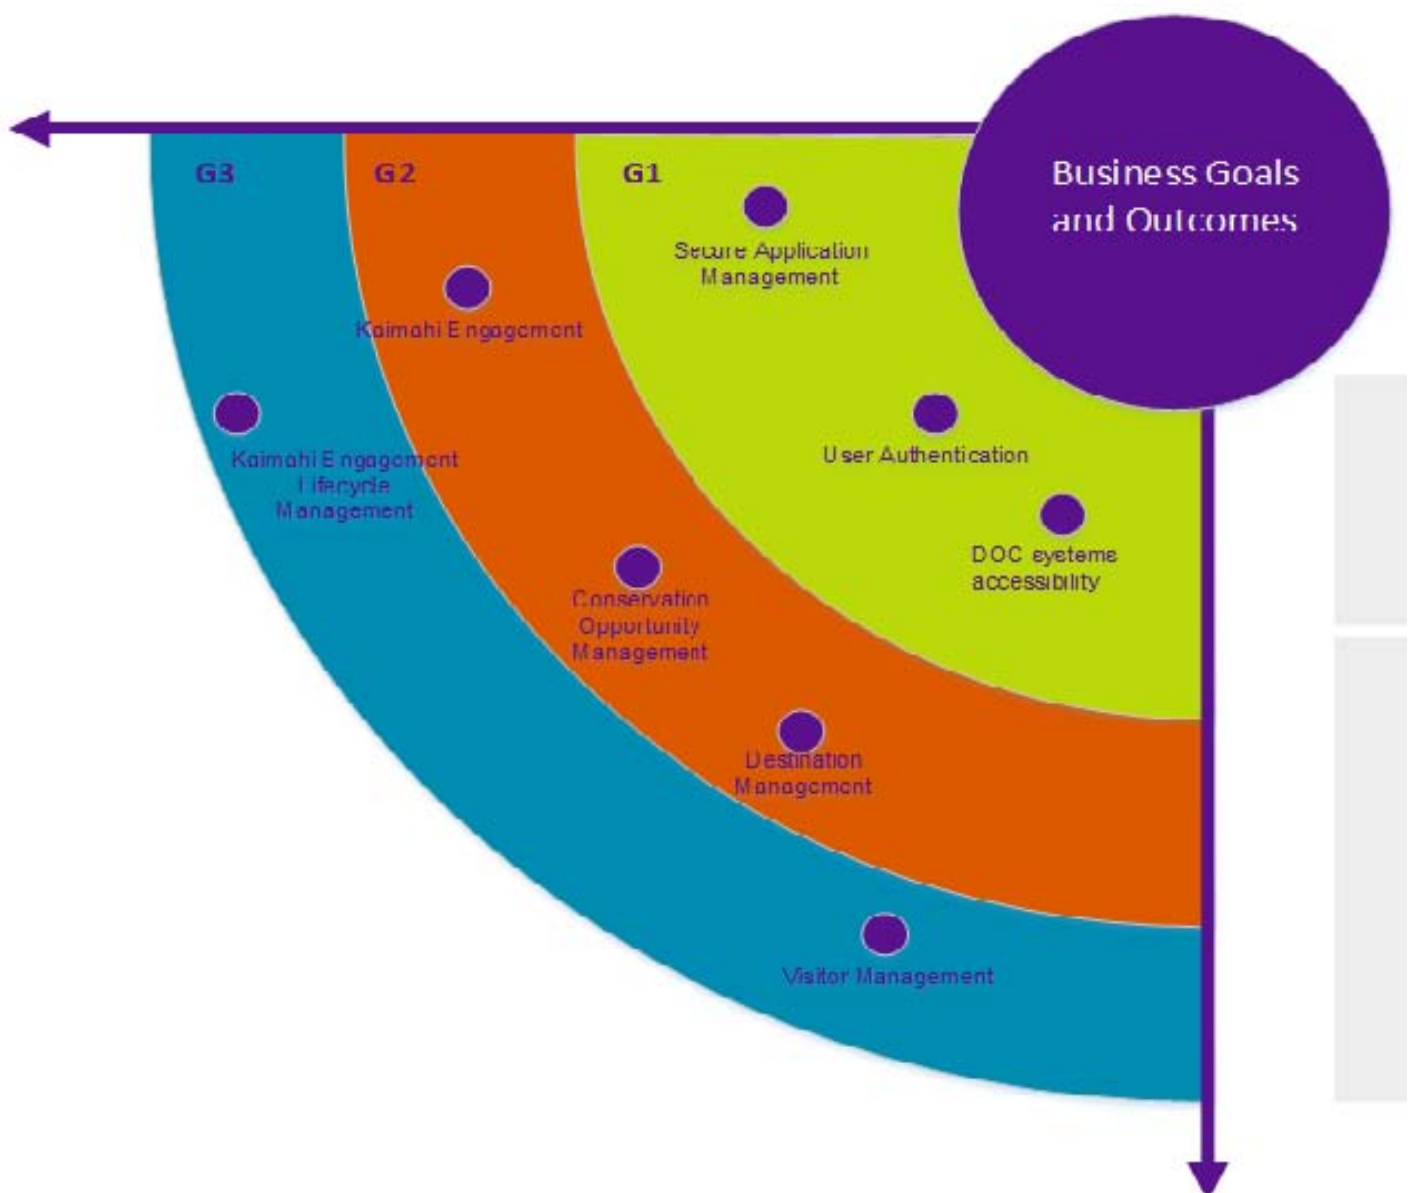 Business Goals
and Outcomes
G3
G2
G1
Secure Application
Management
Kaimahi Engagement
User Authentication
Kaimahi Engagement
Lifecycle
Management
DOC systems
accessibility
Conservation
Opportunity
Management
Destination
Management
Visitor Management